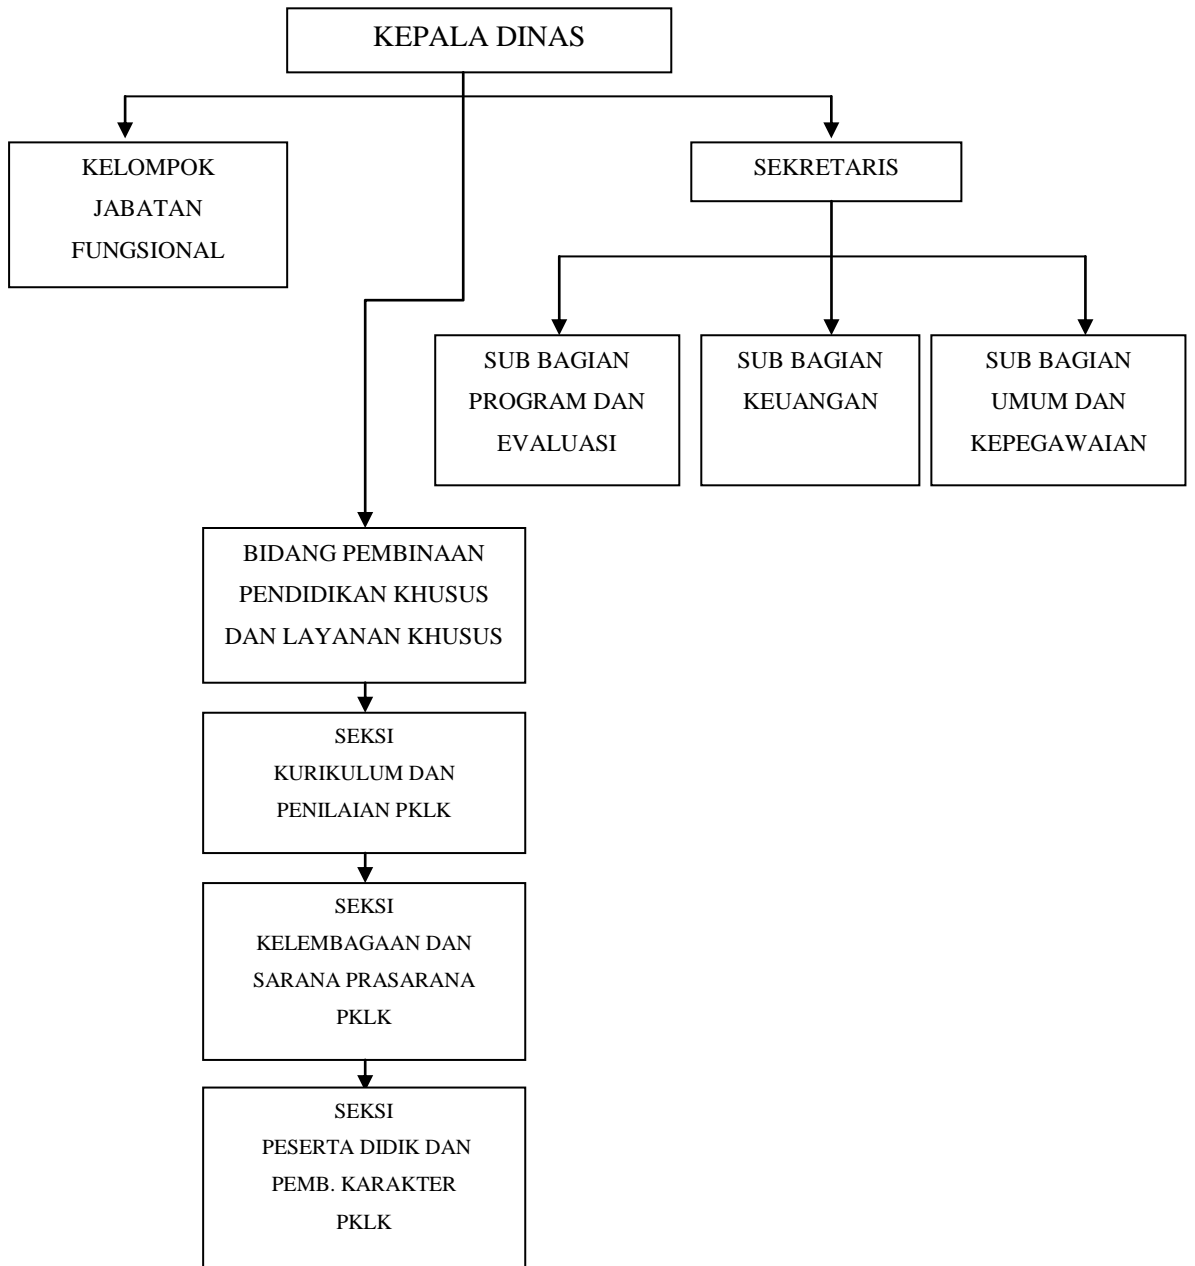 KEPALA DINAS
KELOMPOK
JABATAN
FUNGSIONAL
SEKRETARIS
SUB BAGIAN
PROGRAM DAN
EVALUASI
SUB BAGIAN
KEUANGAN
SUB BAGIAN
UMUM DAN
KEPEGAWAIAN
BIDANG PEMBINAAN
PENDIDIKAN KHUSUS
DAN LAYANAN KHUSUS
SEKSI
KURIKULUM DAN
PENILAIAN PKLK
SEKSI
KELEMBAGAAN DAN
SARANA PRASARANA
PKLK
SEKSI
PESERTA DIDIK DAN
PEMB. KARAKTER
PKLK